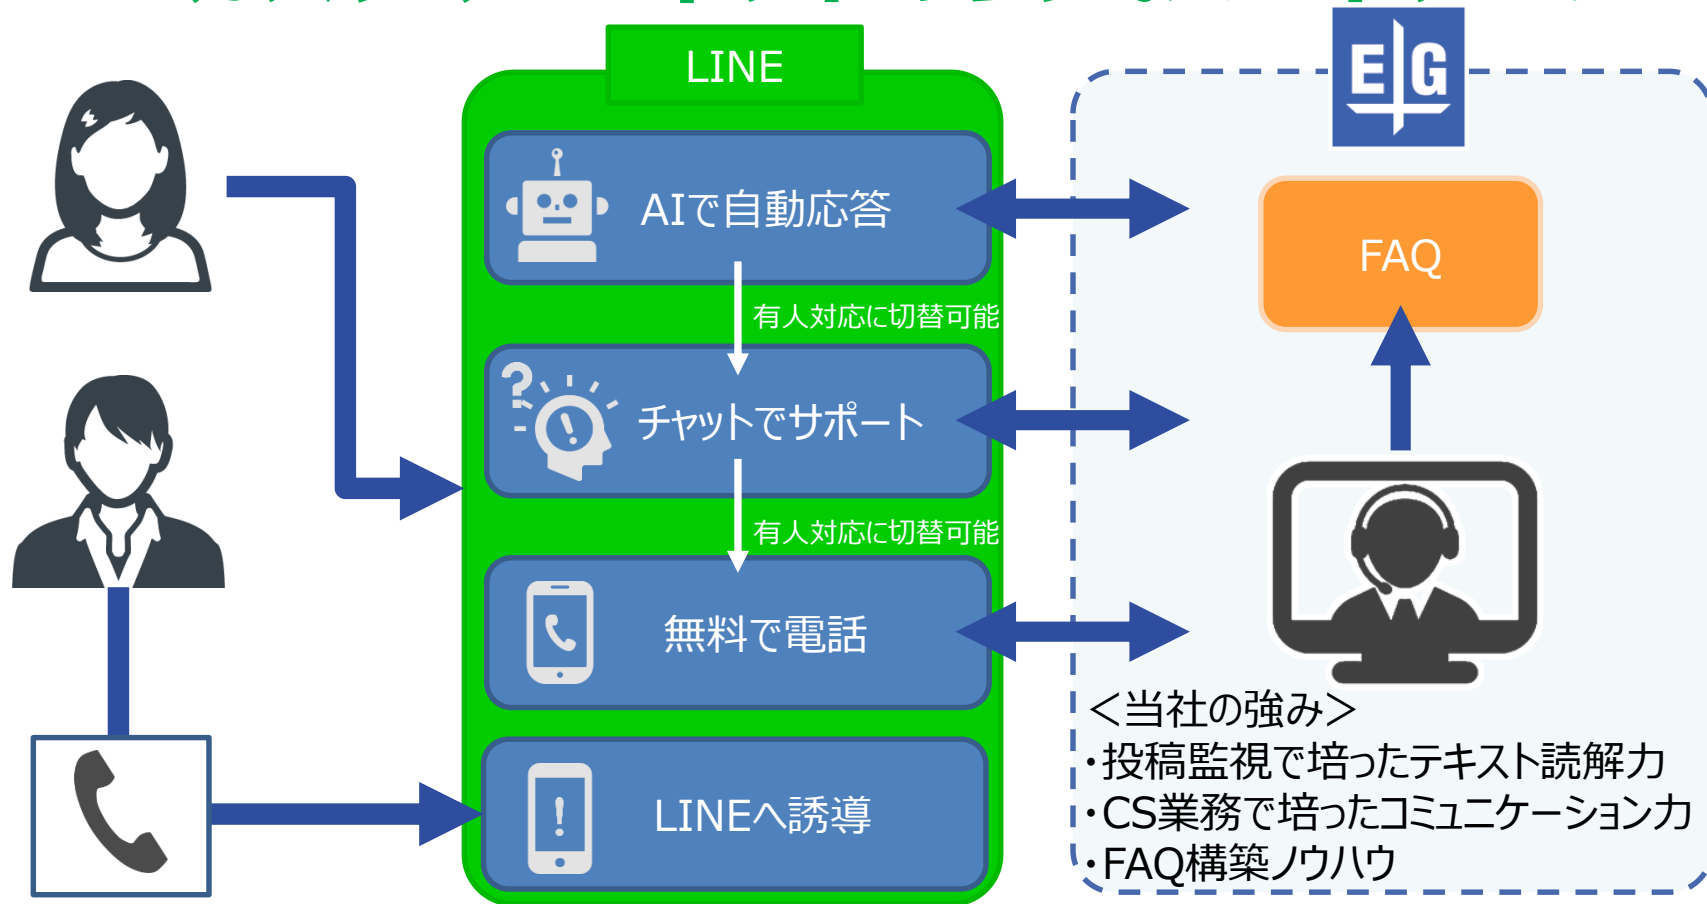 LINE
EG
AIで自動応答
有人対応に切替可能
チャットでサポート
有人対応に切替可能
無料で電話
LINEへ誘導
FAQ
＜当社の強み＞
・投稿監視で培ったテキスト読解力
・CS業務で培ったコミュニケーション力
・FAQ構築ノウハウ